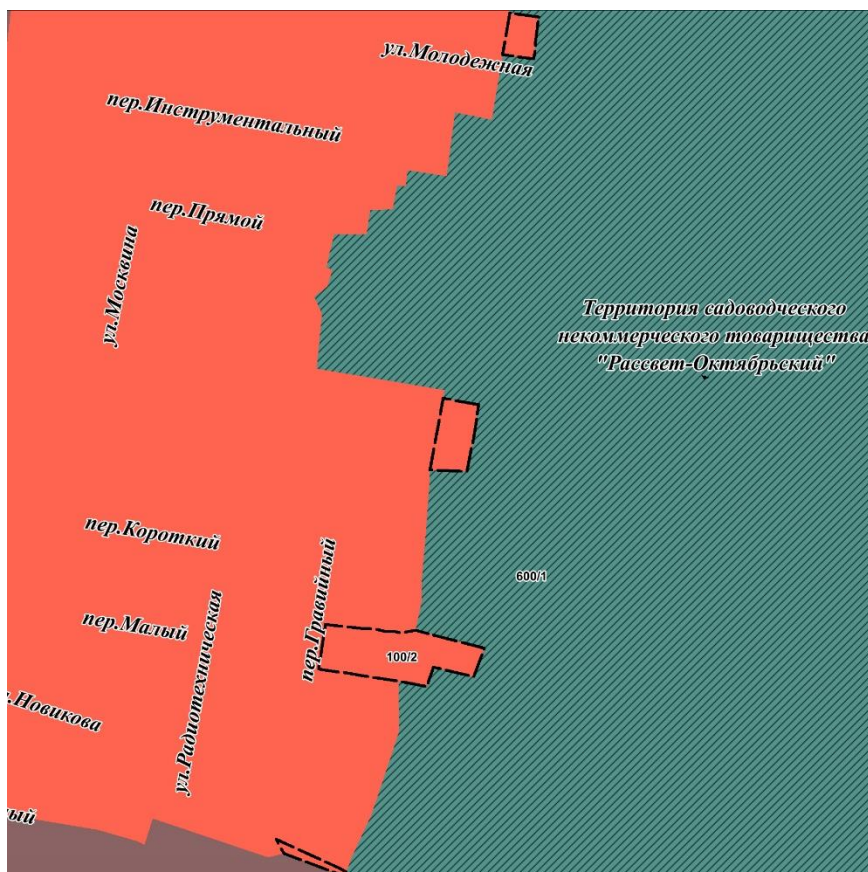 ул.Молодежная
пер.Инструментальный
пер.Прямой
ул.Москвина
Территория садоводческого
некоммерческого товарищества
"Рассвет-Октябрьский"
пер.Короткий
600/1
пер.Гравийный
пер.Малый
ул.Радиотехническая
100/2
.Новикова